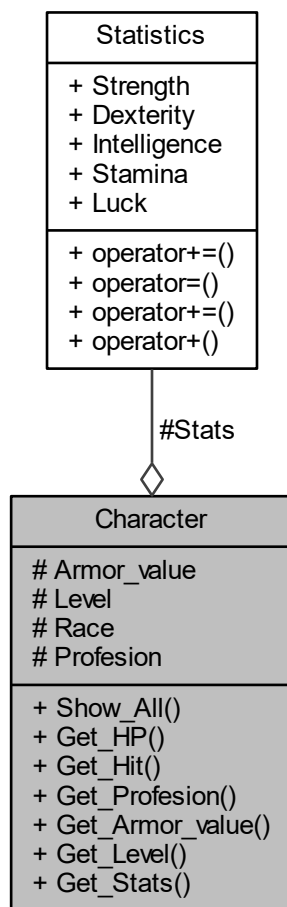 Statistics
+ Strength
+ Dexterity
+ Intelligence
+ Stamina
+ Luck
+ operator+=()
+ operator=()
+ operator+=()
+ operator+()
#Stats
Character
# Armor_value
# Level
# Race
# Profesion
+ Show_All()
+ Get_HP()
+ Get_Hit()
+ Get_Profesion()
+ Get_Armor_value()
+ Get_Level()
+ Get_Stats()